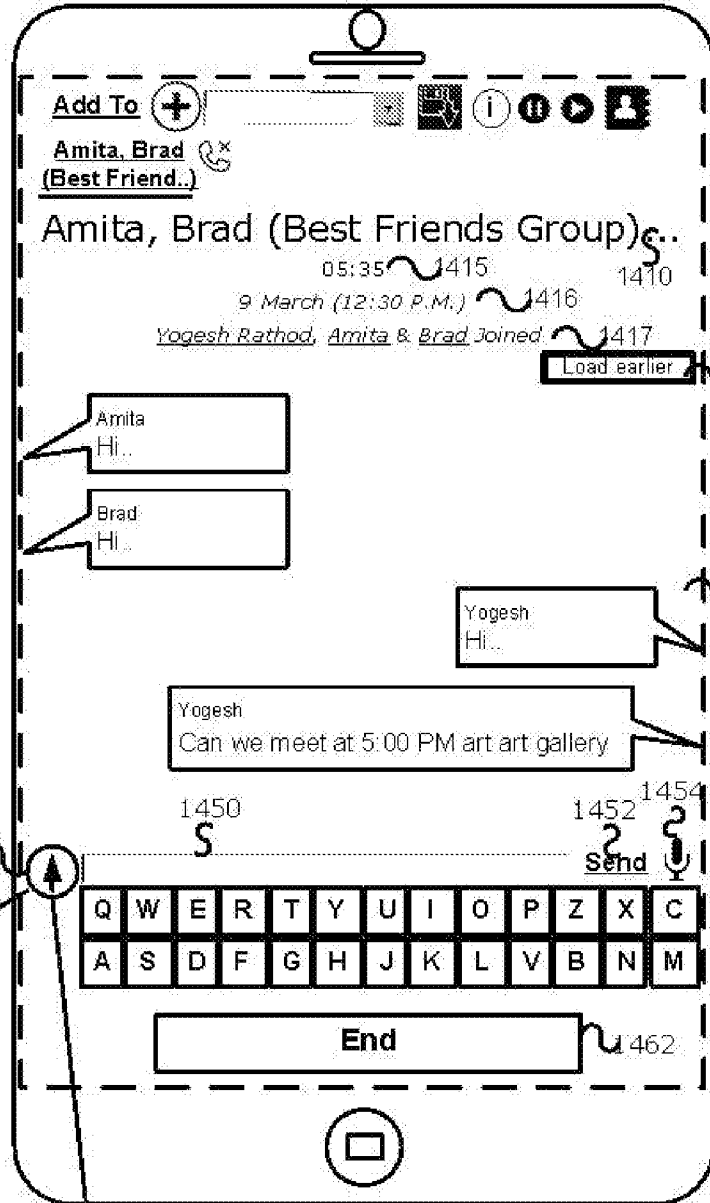 Add To
Amita, Brad
(Best Friend..)
Amita, Brad (Best Friends Group)...
1410
05:35 1415
9 March (12:30 P.M.) 1416
Yogesh Rathod, Amita & Brad Joined 1417
Load earlier
Amita
Hi..
Brad
Hi..
Yogesh
Hi..
Yogesh
Can we meet at 5:00 PM art art gallery
1450 1452 1454
Send
Q W E R T Y U I O P Z X C
A S D F G H J K L V B N M
End 1462